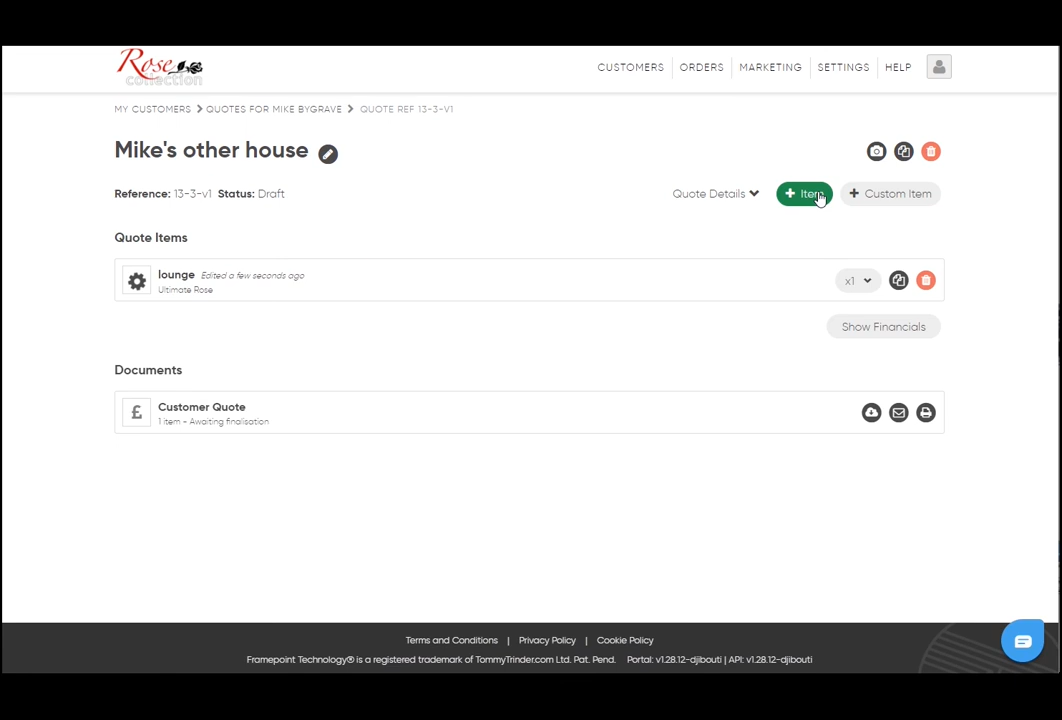 Rose
collection
CUSTOMERS ORDERS MARKETING SETTINGS HELP
MY CUSTOMERS QUOTES FOR MIKE BYGRAVE QUOTE REF 13-3-V1
Mike's other house
Reference: 13-3-v1 Status: Draft
Quote Details + Item + Custom Item
Quote Items
lounge Edited a few seconds ago
Ultimate Rose
x1
Show Financials
Documents
£
Customer Quote
1 item - Awaiting finalisation
Terms and Conditions | Privacy Policy | Cookie Policy
Framepoint Technology® is a registered trademark of TommyTrinder.com Ltd. Pat. Pend. Portal: v1.28.12-djibouti | API: v1.28.12-djibouti